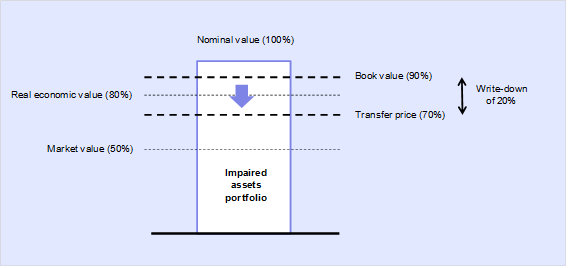 Nominal value (100%)
Book value (90%)
Real economic value (80%)
Write-down
of 20%
Transfer price (70%)
Market value (50%)
Impaired
assets
portfolio